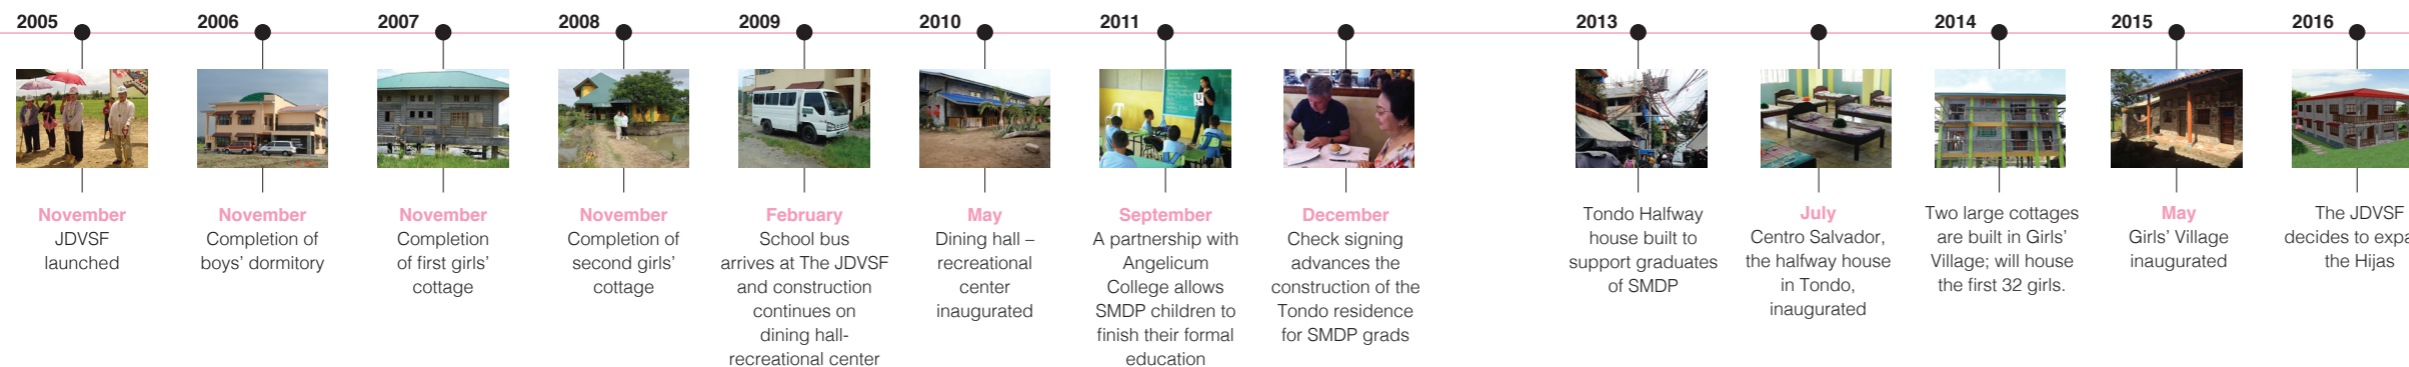 2005
November
JDVSF
launched
2006
November
Completion of
boys' dormitory
2007
November
Completion
of first girls'
cottage
2008
November
Completion of
second girls'
cottage
2009
February
School bus
arrives at The JDVSF
and construction
continues on
dining hall-
recreational center
2010
May
Dining hall –
recreational
center
inaugurated
2011
September
A partnership with
Angelicum
College allows
SMDP children to
finish their formal
education
December
Check signing
advances the
construction of the
Tondo residence
for SMDP grads
2013
Tondo Halfway
house built to
support graduates
of SMDP
July
Centro Salvador,
the halfway house
in Tondo,
inaugurated
2014
Two large cottages
are built in Girls'
Village; will house
the first 32 girls.
2015
May
Girls' Village
inaugurated
2016
The JDVSF
decides to expa
the Hijas